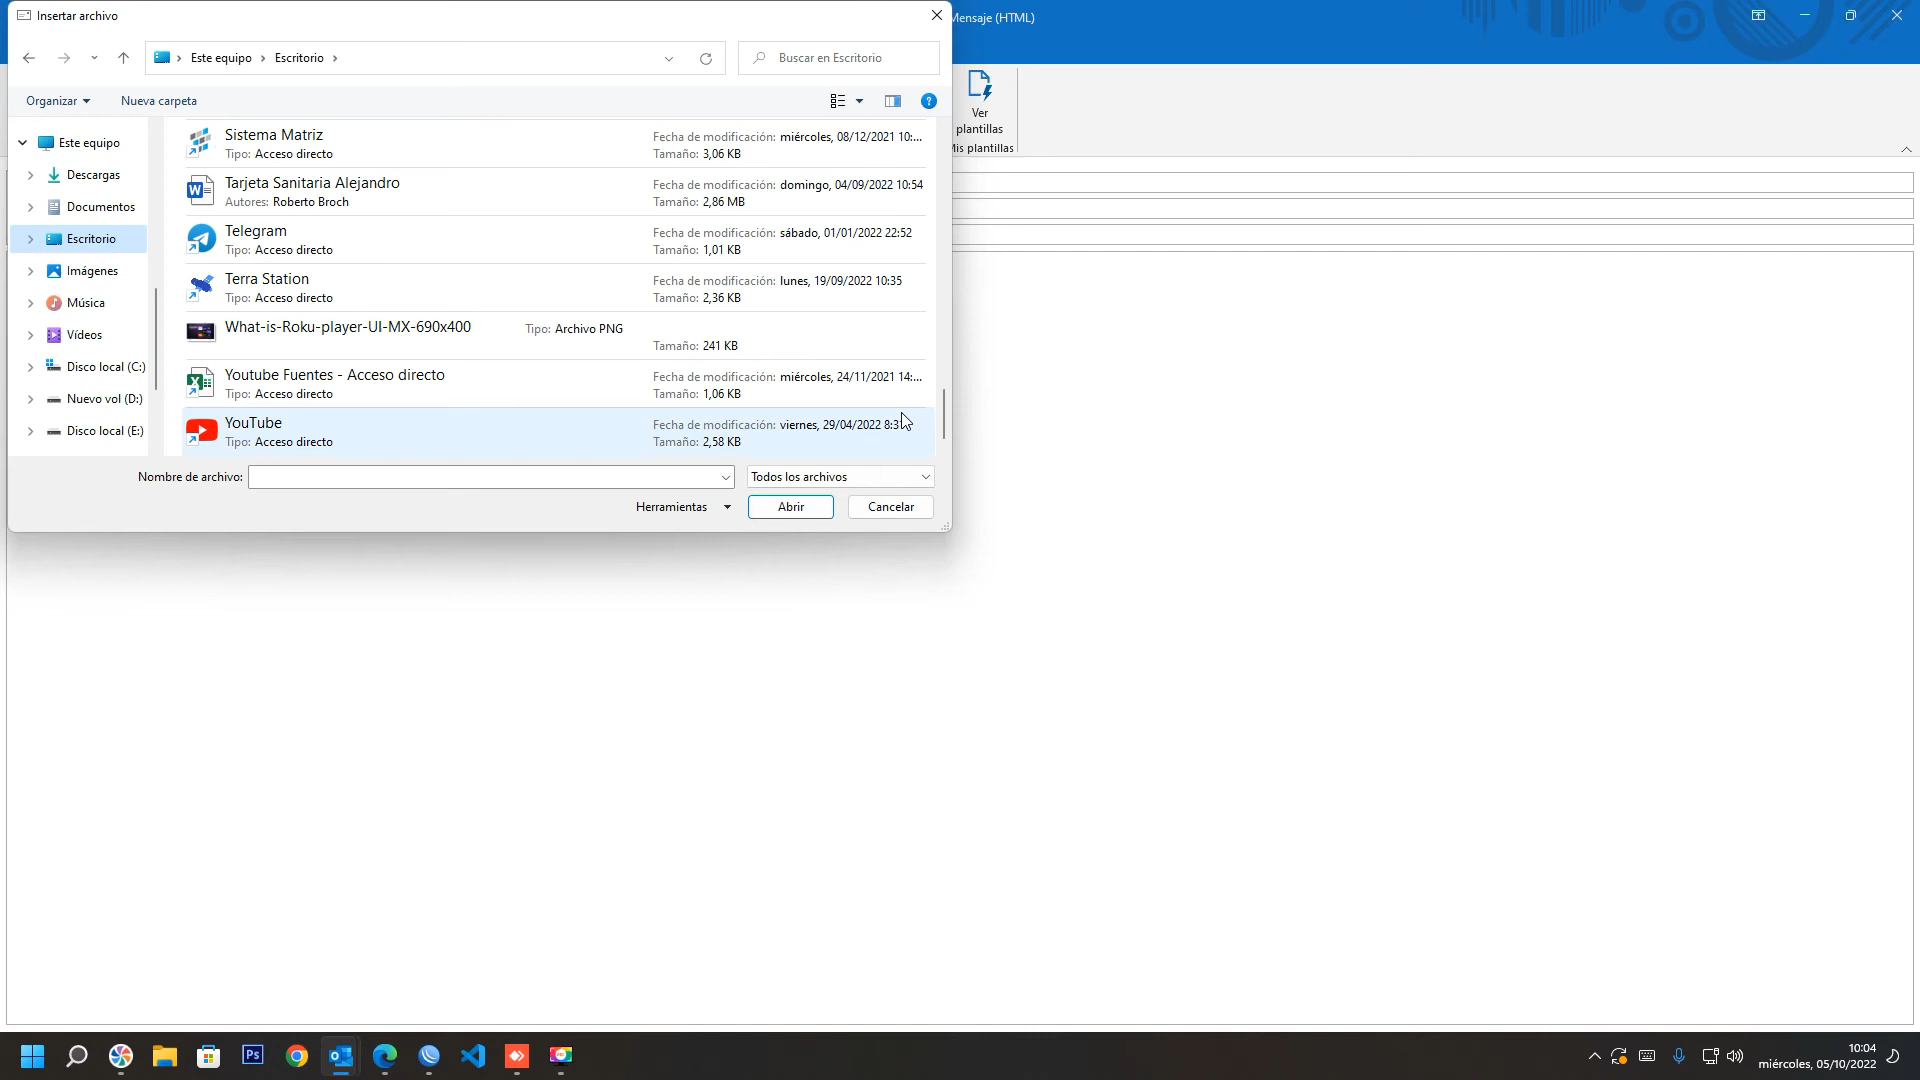 Insertar archivo
Mensaje (HTML)
Este equipo
Escritorio
Buscar en Escritorio
Organizar
Nueva carpeta
Ver
plantillas
Mis plantillas
Este equipo
Descargas
Documentos
Escritorio
Imágenes
Música
Vídeos
Disco local (C:)
Nuevo vol (D:)
Disco local (E:)
Sistema Matriz
Tipo: Acceso directo
Fecha de modificación: miércoles, 08/12/2021 10:...
Tamaño: 3,06 KB
Tarjeta Sanitaria Alejandro
Autores: Roberto Broch
Fecha de modificación: domingo, 04/09/2022 10:54
Tamaño: 2,86 MB
Telegram
Tipo: Acceso directo
Fecha de modificación: sábado, 01/01/2022 22:52
Tamaño: 1,01 KB
Terra Station
Tipo: Acceso directo
Fecha de modificación: lunes, 19/09/2022 10:35
Tamaño: 2,36 KB
What-is-Roku-player-UI-MX-690x400
Tipo: Archivo PNG
Tamaño: 241 KB
Youtube Fuentes - Acceso directo
Tipo: Acceso directo
Fecha de modificación: miércoles, 24/11/2021 14:...
Tamaño: 1,06 KB
YouTube
Tipo: Acceso directo
Fecha de modificación: viernes, 29/04/2022 8:3
Tamaño: 2,58 KB
Nombre de archivo:
Todos los archivos
Herramientas
Abrir
Cancelar
Ps
10:04
miércoles, 05/10/2022